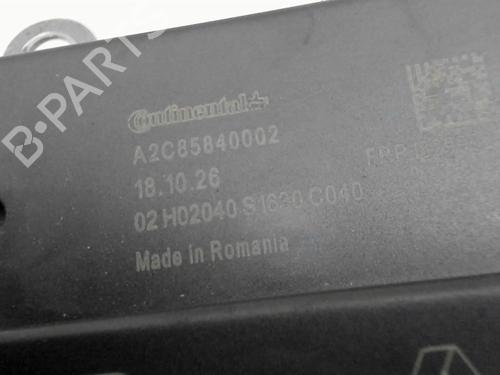 B-PARTS
Continental
A2C85840002
18.10.26
02 H02040 S1630 C040
Made in Romania